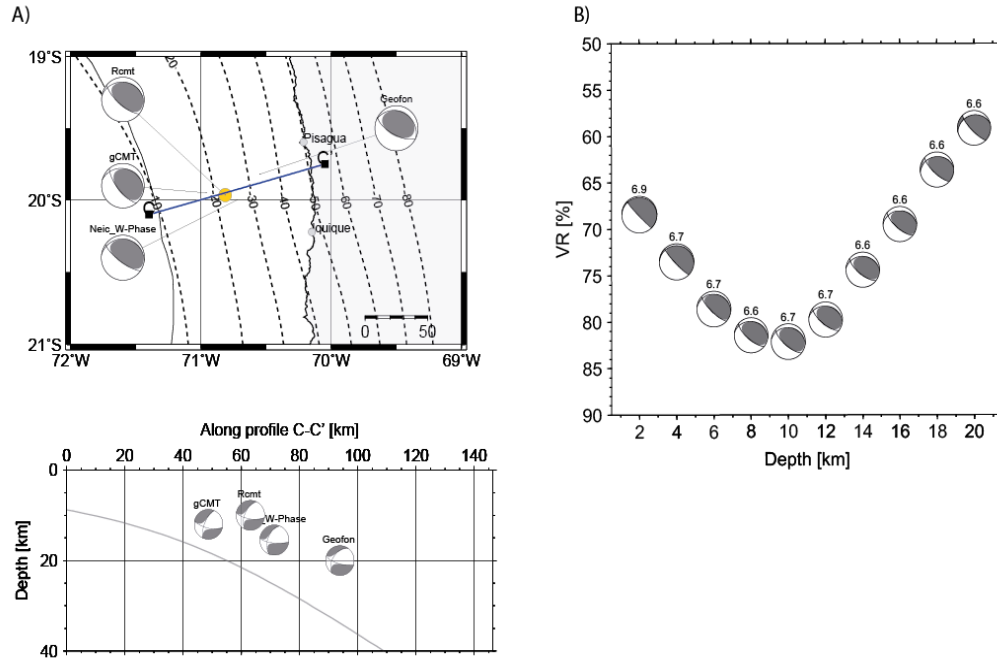 A)
19°S
20°S
21°S
72°W
71°W
70°W
69°W
Rcmt
gCMT
Neic_W-Phase
Geofon
Pisagua
Iquique
C
C
20
10
20
30
40
50
60
70
80
0
50
Along profile C-C' [km]
0 20 40 60 80 100 120 140
Depth [km]
0
20
40
gCMT
Rcmt
_W-Phase
Geofon
B)
VR [%]
50
55
60
65
70
75
80
85
90
6.9
6.7
6.7
6.6
6.7
6.7
6.6
6.6
6.6
6.6
2 4 6 8 10 12 14 16 18 20
Depth [km]